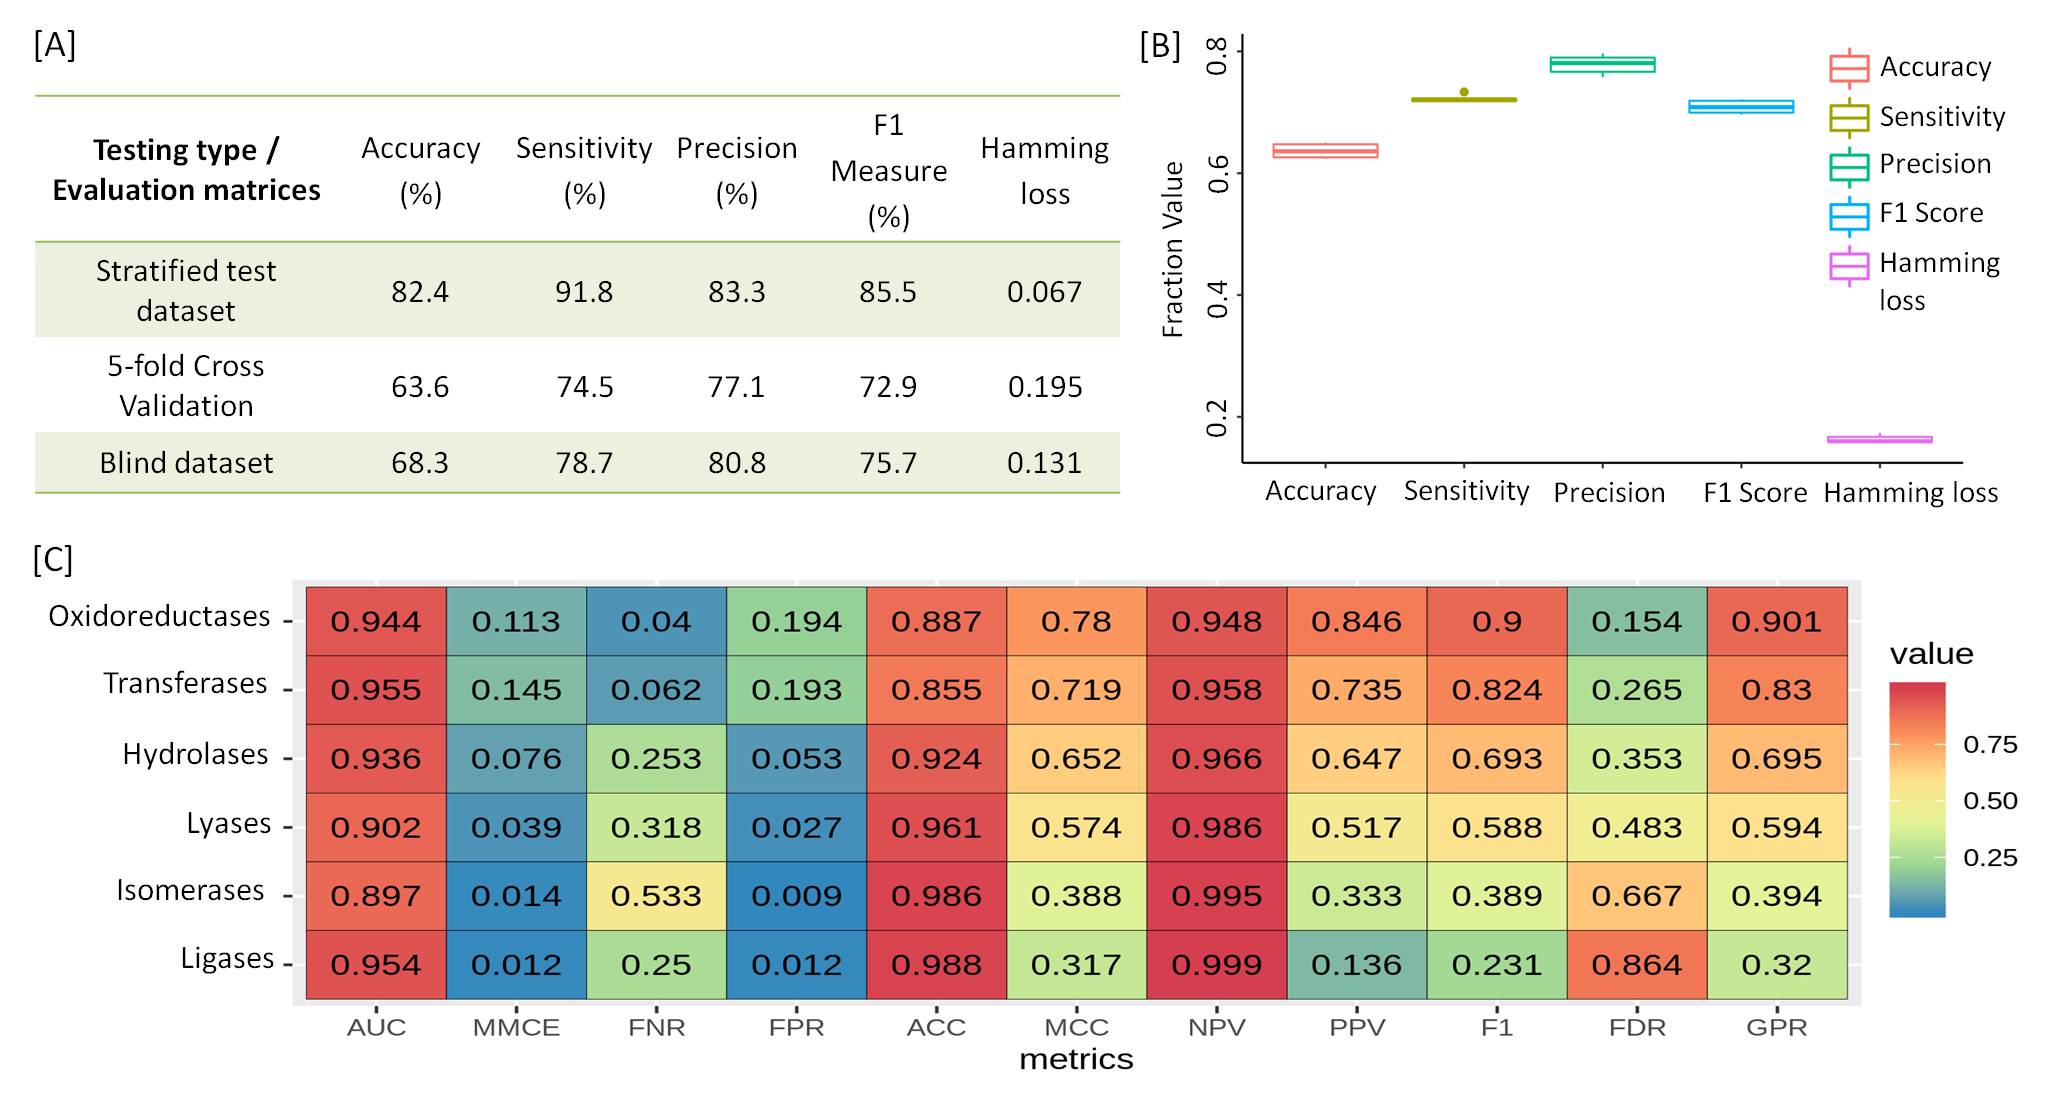 [A]
Testing type / Evaluation matrices Accuracy (%) Sensitivity (%) Precision (%) F1 Measure (%) Hamming loss
Stratified test dataset 82.4 91.8 83.3 85.5 0.067
5-fold Cross Validation 63.6 74.5 77.1 72.9 0.195
Blind dataset 68.3 78.7 80.8 75.7 0.131
[B]
Fraction Value
0.8
0.6
0.4
0.2
Accuracy Sensitivity Precision F1 Score Hamming loss
Accuracy
Sensitivity
Precision
F1 Score
Hamming
loss
[C]
Oxidoreductases 0.944 0.113 0.04 0.194 0.887 0.78 0.948 0.846 0.9 0.154 0.901
Transferases 0.955 0.145 0.062 0.193 0.855 0.719 0.958 0.735 0.824 0.265 0.83
Hydrolases 0.936 0.076 0.253 0.053 0.924 0.652 0.966 0.647 0.693 0.353 0.695
Lyases 0.902 0.039 0.318 0.027 0.961 0.574 0.986 0.517 0.588 0.483 0.594
Isomerases 0.897 0.014 0.533 0.009 0.986 0.388 0.995 0.333 0.389 0.667 0.394
Ligases 0.954 0.012 0.25 0.012 0.988 0.317 0.999 0.136 0.231 0.864 0.32
AUC MMCE FNR FPR ACC MCC NPV PPV F1 FDR GPR
metrics
value
0.75
0.50
0.25